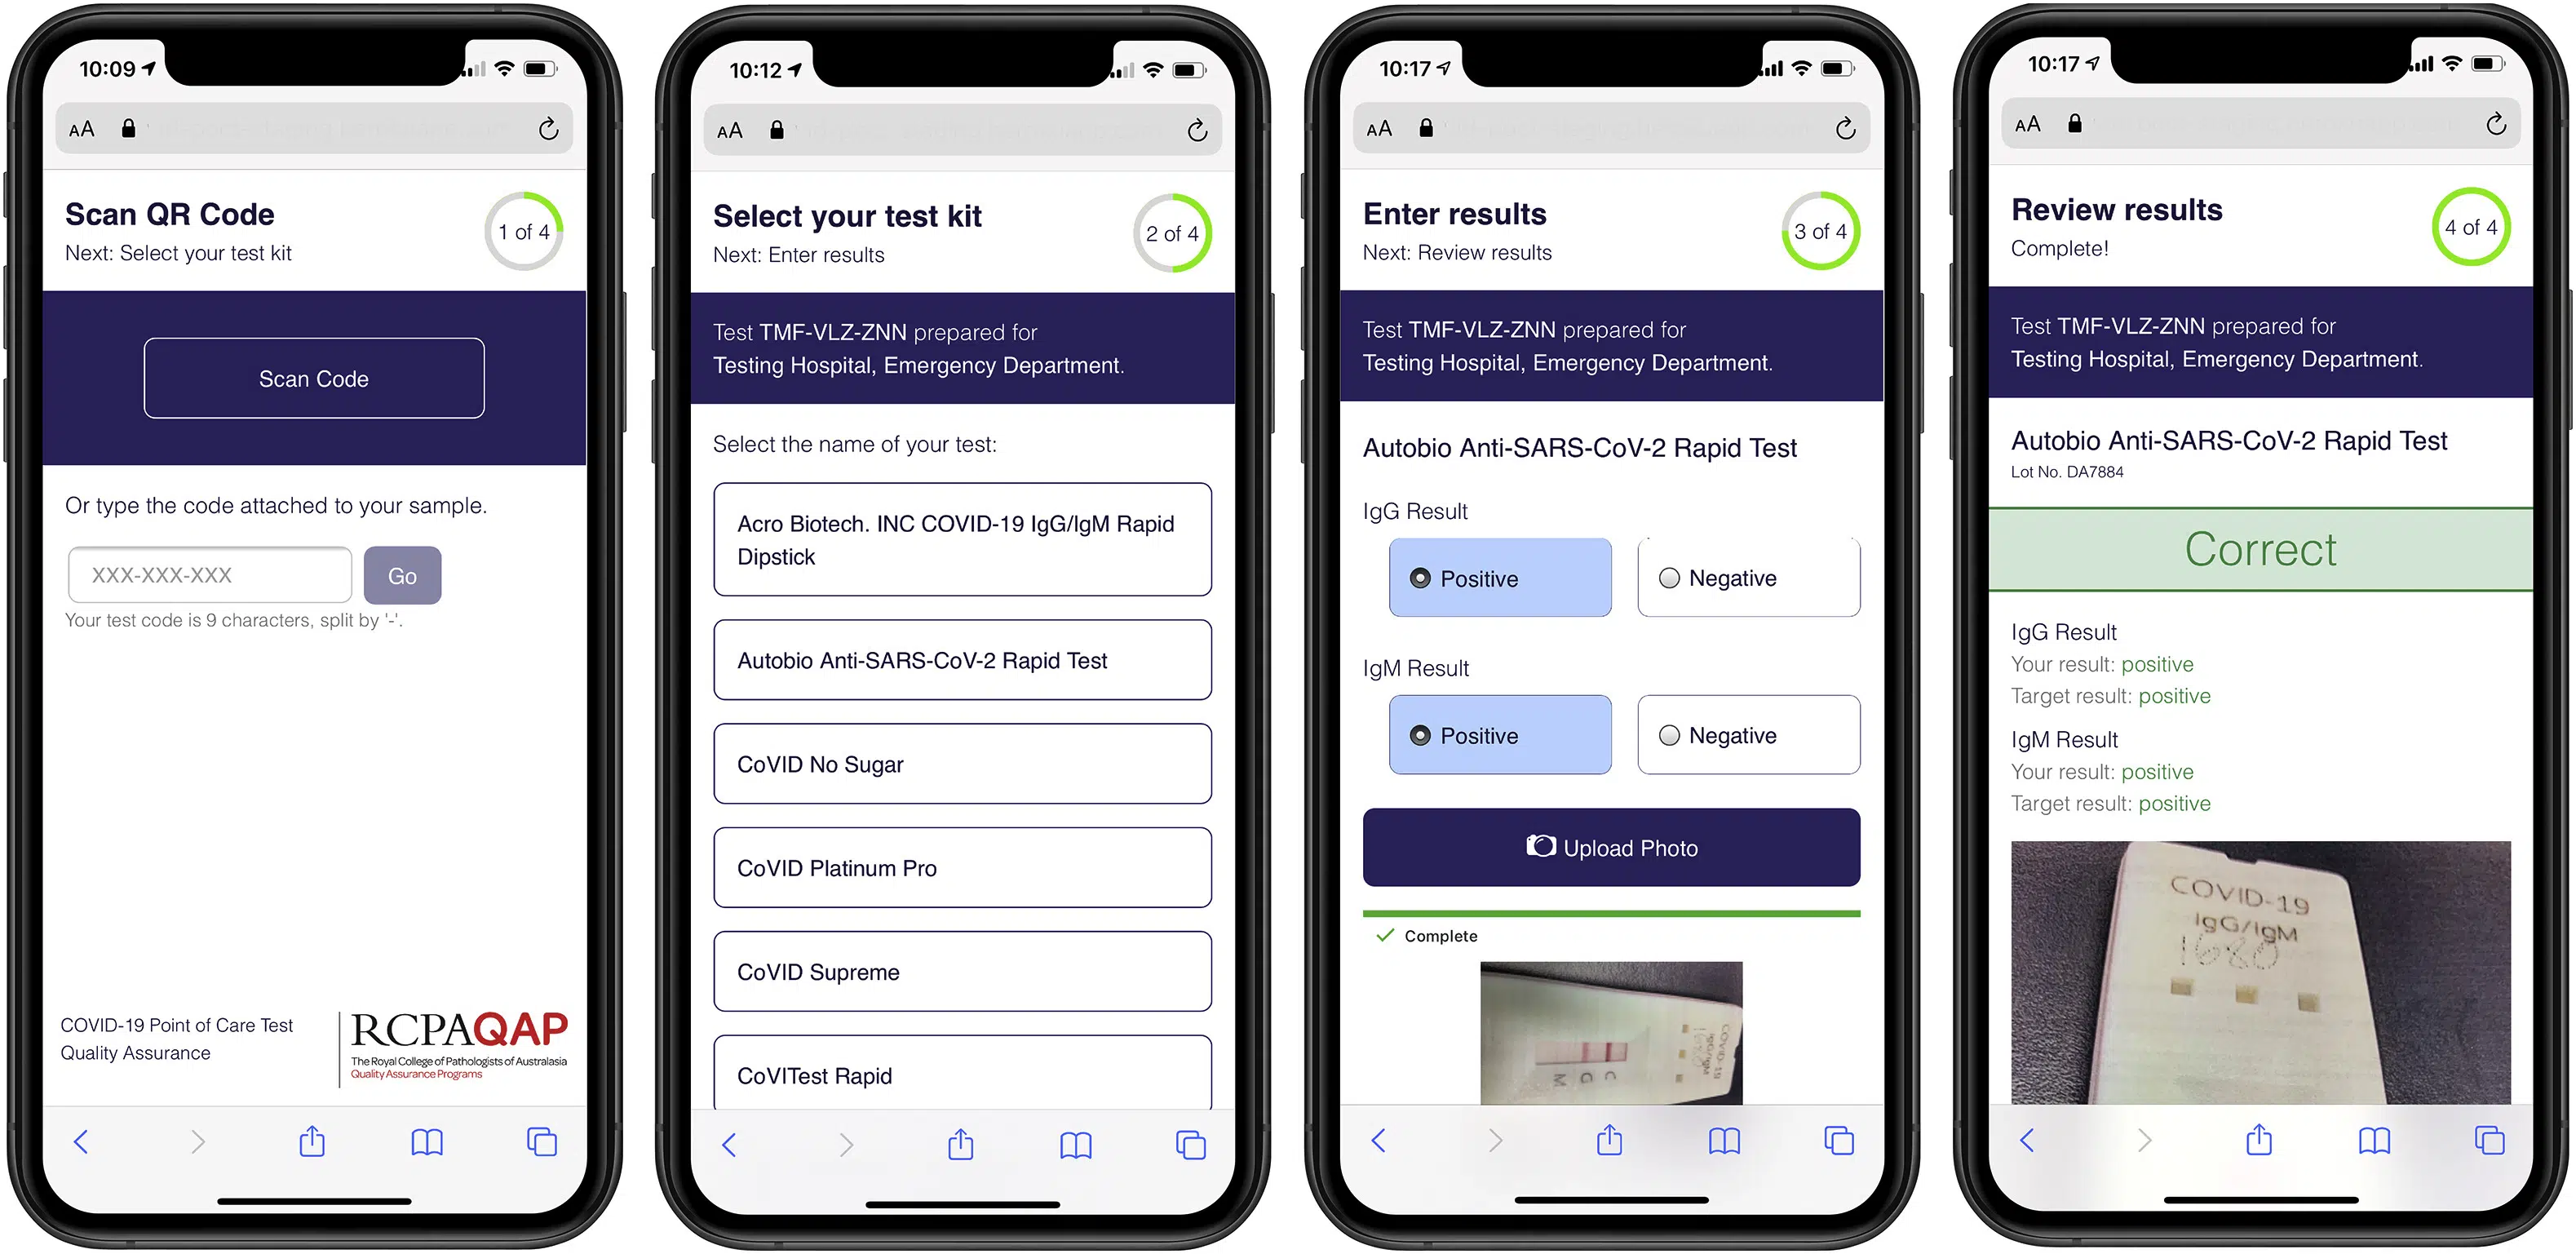 10:09
AA
Scan QR Code
Next: Select your test kit
1 of 4
Scan Code
Or type the code attached to your sample.
XXX-XXX-XXX
Go
Your test code is 9 characters, split by '-'.
COVID-19 Point of Care Test
Quality Assurance
RCPAQAP
The Royal College of Pathologists of Australasia
Quality Assurance Programs
10:12
AA
Select your test kit
Next: Enter results
2 of 4
Test TMF-VLZ-ZNN prepared for
Testing Hospital, Emergency Department.
Select the name of your test:
Acro Biotech. INC COVID-19 IgG/IgM Rapid
Dipstick
Autobio Anti-SARS-CoV-2 Rapid Test
CoVID No Sugar
CoVID Platinum Pro
CoVID Supreme
CoVITest Rapid
10:17
AA
Enter results
Next: Review results
3 of 4
Test TMF-VLZ-ZNN prepared for
Testing Hospital, Emergency Department.
Autobio Anti-SARS-CoV-2 Rapid Test
IgG Result
Positive
Negative
IgM Result
Positive
Negative
Upload Photo
Complete
COVID-19
IgG/IgM
1680
C
G
M
10:17
AA
Review results
Complete!
4 of 4
Test TMF-VLZ-ZNN prepared for
Testing Hospital, Emergency Department.
Autobio Anti-SARS-CoV-2 Rapid Test
Lot No. DA7884
Correct
IgG Result
Your result: positive
Target result: positive
IgM Result
Your result: positive
Target result: positive
COVID-19
IgG/IgM
1680